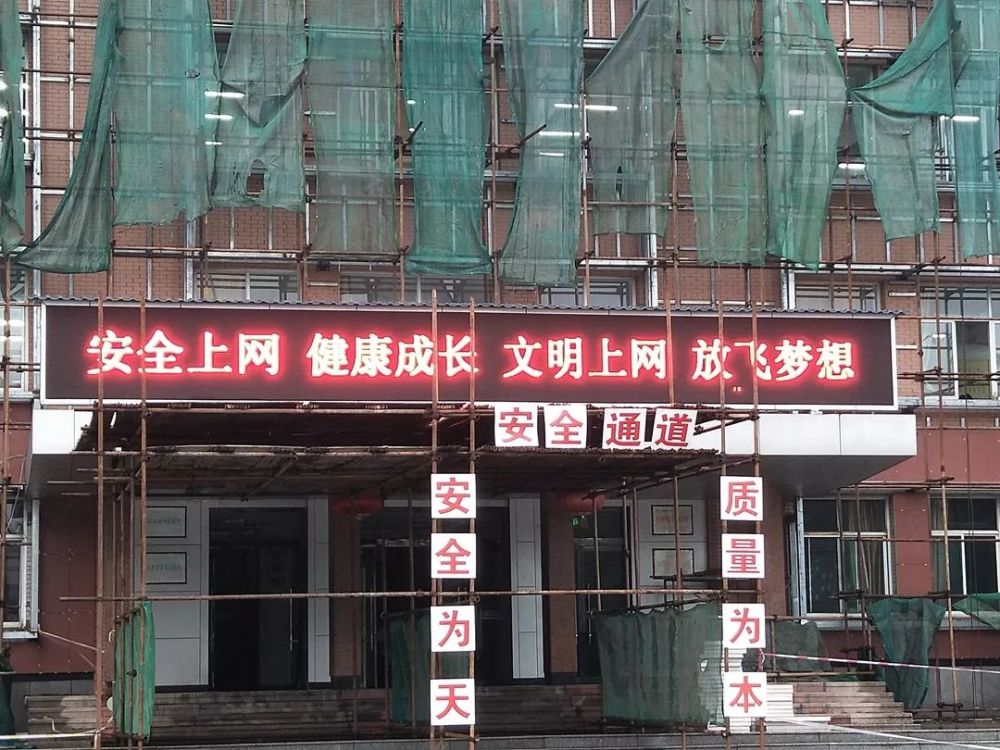 安全上网 健康成长 文明上网 放飞梦想
安全通道
安全为天
质量为本